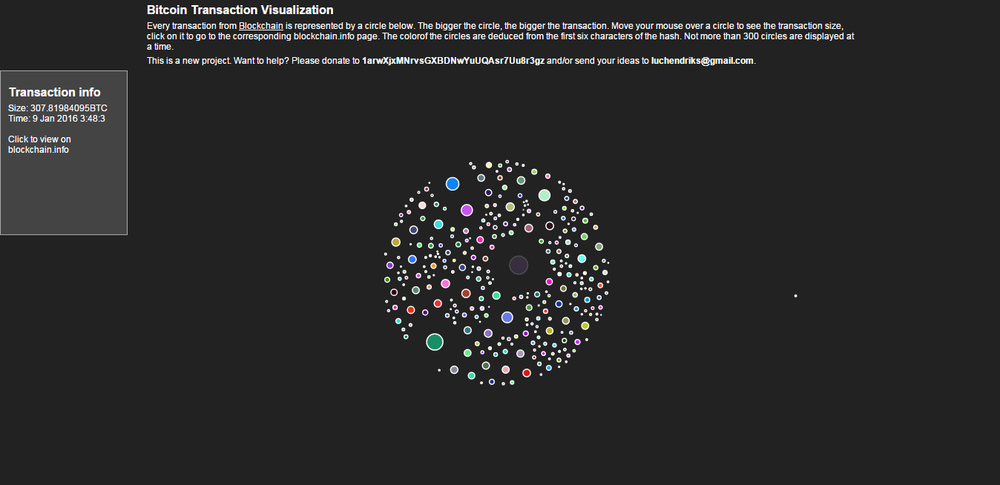 Bitcoin Transaction Visualization
Every transaction from Blockchain is represented by a circle below. The bigger the circle, the bigger the transaction. Move your mouse over a circle to see the transaction size,
click on it to go to the corresponding blockchain.info page. The colorof the circles are deduced from the first six characters of the hash. Not more than 300 circles are displayed at
a time.
This is a new project. Want to help? Please donate to 1arwXjxMNrvsGXBDNwYuUQAsr7Uu8r3gz and/or send your ideas to luchendriks@gmail.com.
Transaction info
Size: 307.81984095BTC
Time: 9 Jan 2016 3:48:3
Click to view on
blockchain.info